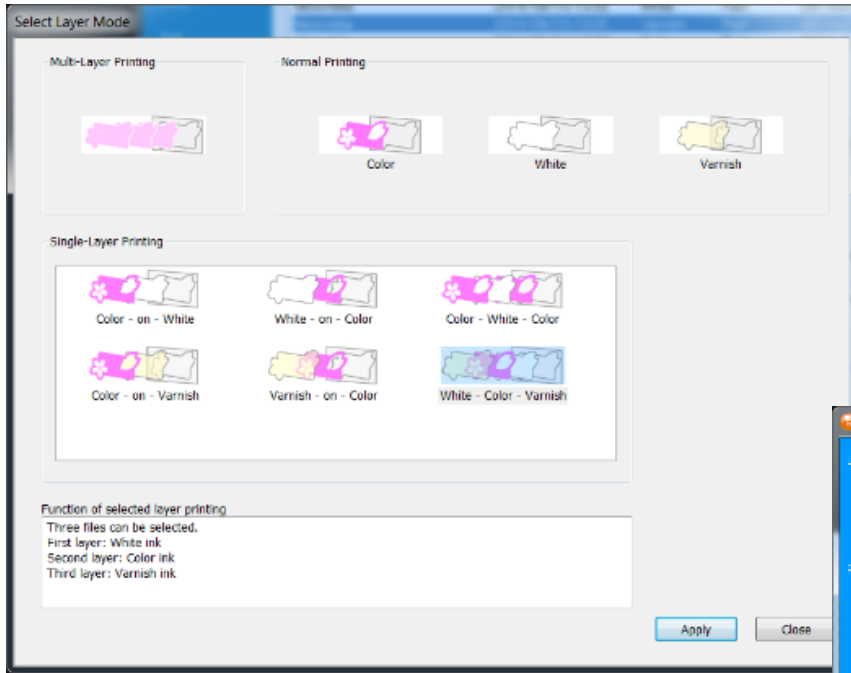 Select Layer Mode
Multi-Layer Printing
Normal Printing
Color
White
Varnish
Single-Layer Printing
Color - on - White
White - on - Color
Color - White - Color
Color - on - Varnish
Varnish - on - Color
White - Color - Varnish
Function of selected layer printing
Three files can be selected.
First layer: White ink
Second layer: Color ink
Third layer: Varnish ink
Apply
Close